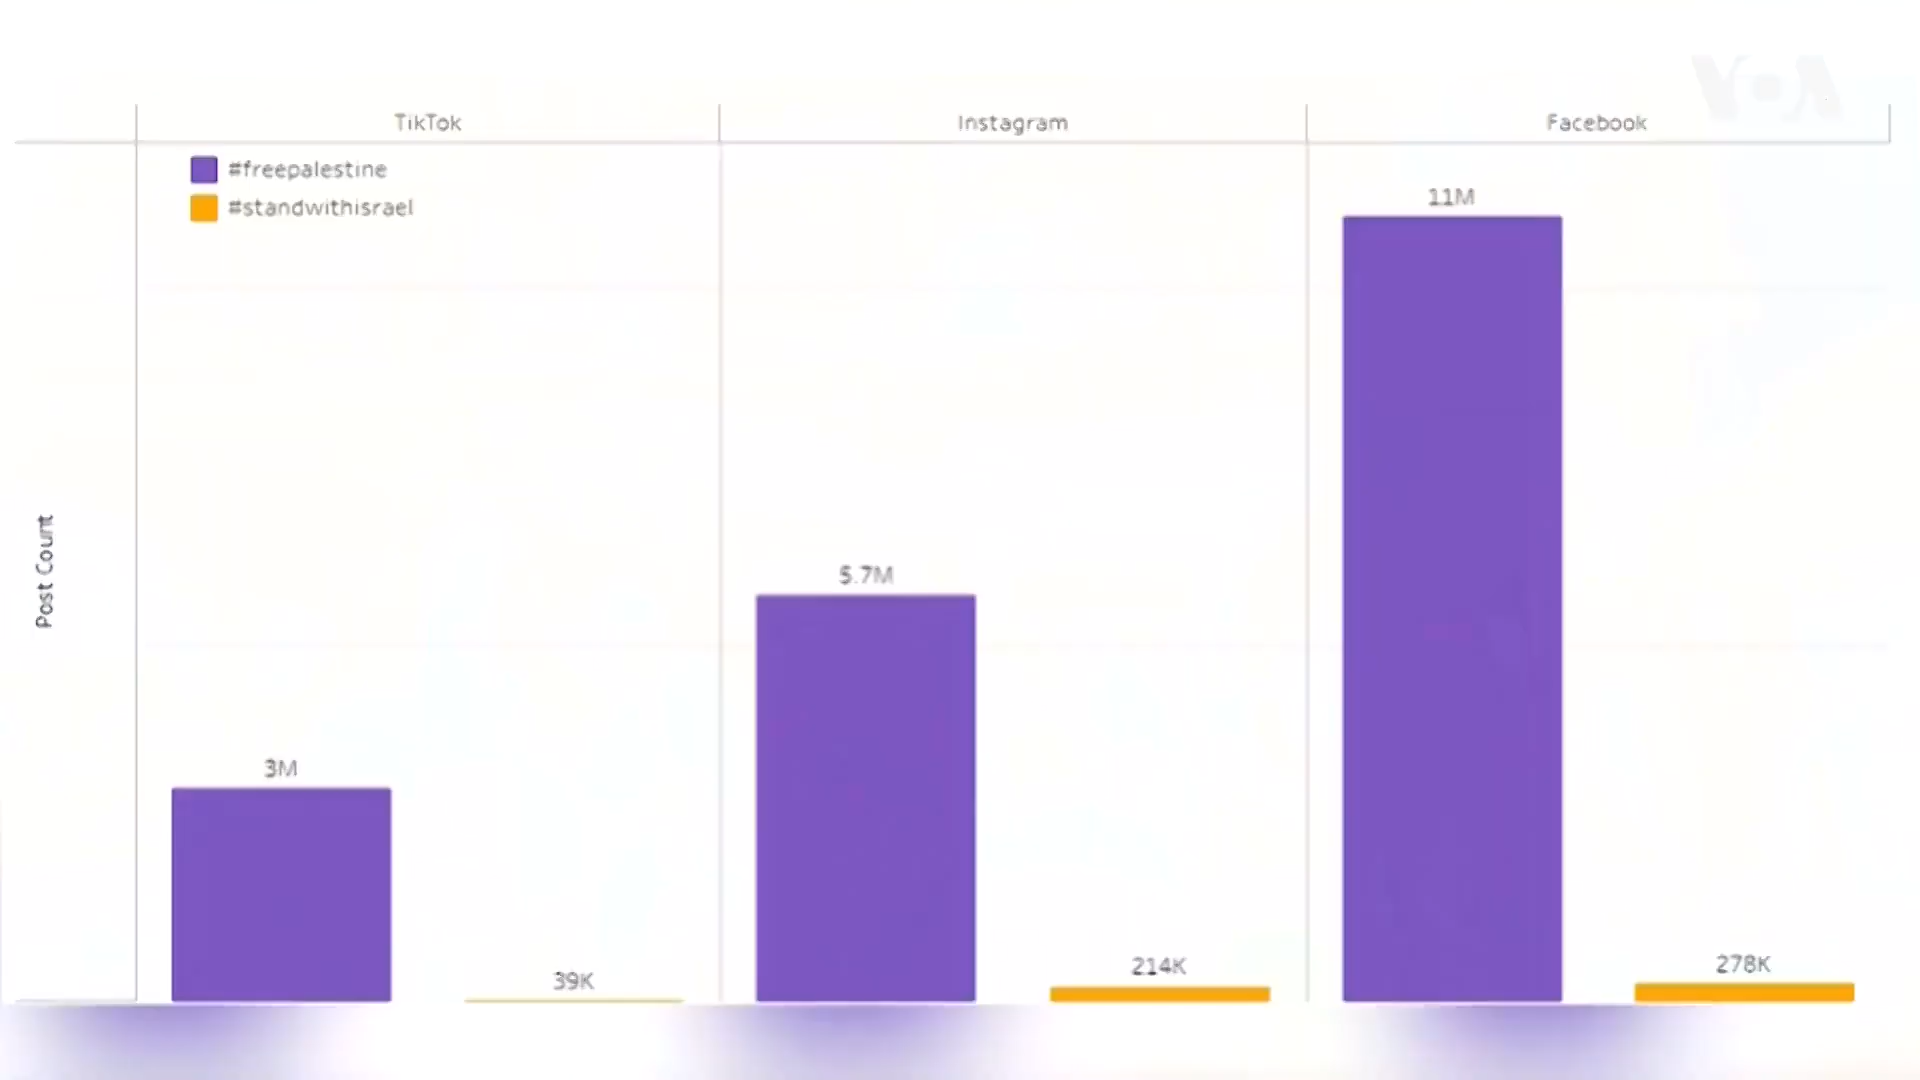 VOA
TikTok
Instagram
Facebook
#freepalestine
#standwithisrael
Post Count
3M
39K
5.7M
214K
11M
278K